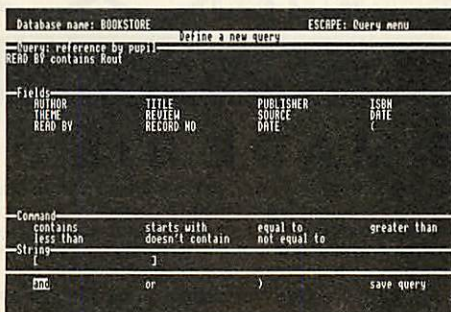 Database name: BOOKSTORE ESCAPE: Query menu
Define a new query
Query: reference by pupil
READ BY contains Rout
Fields
AUTHOR TITLE PUBLISHER ISBN
THEME REVIEW SOURCE DATE
READ BY RECORD NO DATE (
Command
contains starts with equal to greater than
less than doesn't contain not equal to
String
[ ]
and or ) save query